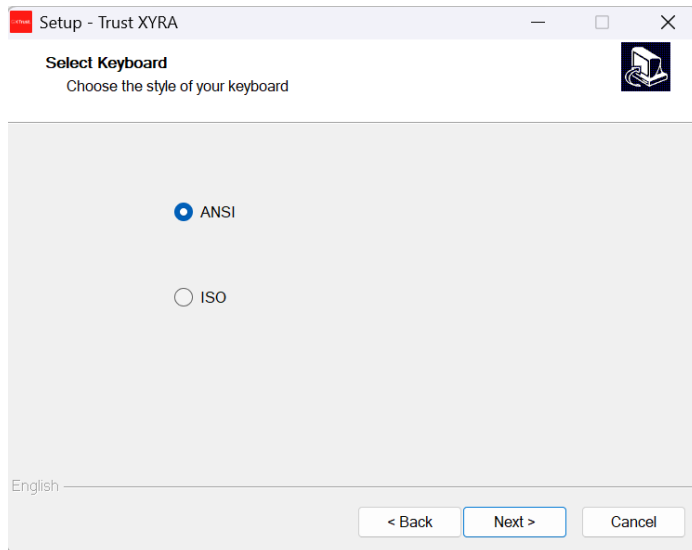 Setup - Trust XYRA
Select Keyboard
Choose the style of your keyboard
ANSI
ISO
English
< Back Next > Cancel